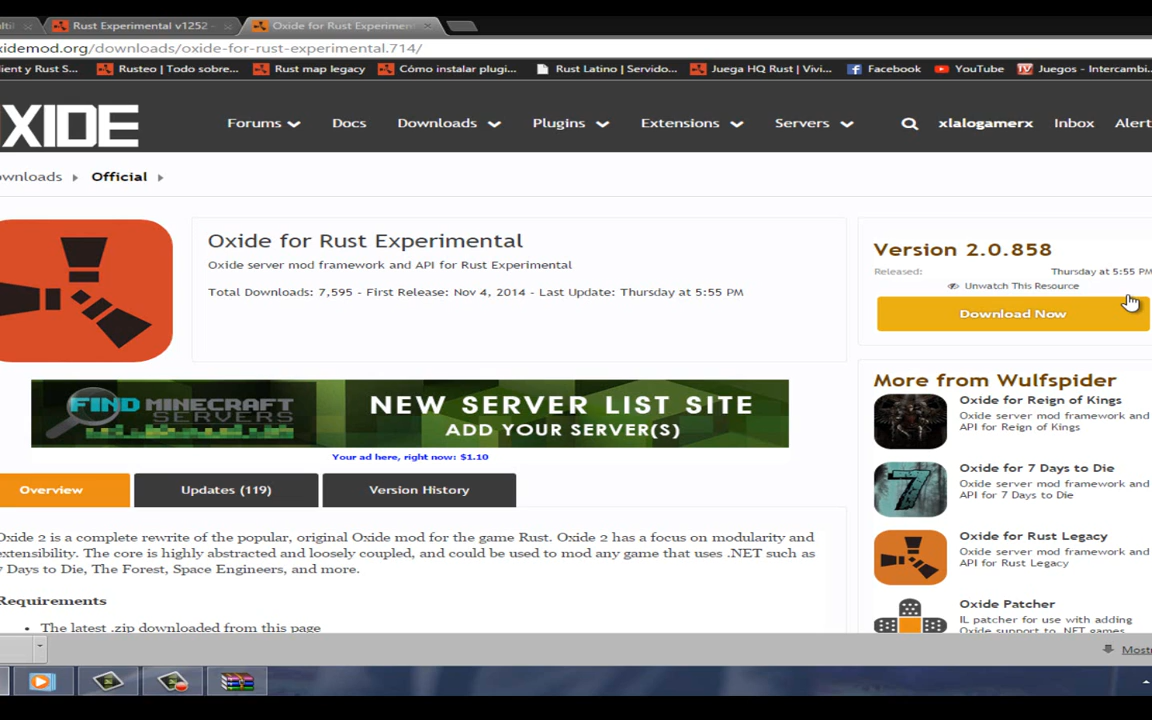 Rust Experimental v1252
Oxide for Rust Experimen
xidemod.org/downloads/oxide-for-rust-experimental.714/
lient y Rust S...
Rusteo | Todo sobre...
Rust map legacy
Cómo instalar plugi...
Rust Latino | Servido...
Juega HQ Rust | Vivi...
Facebook
YouTube
Juegos - Intercambi...
XIDE
Forums
Docs
Downloads
Plugins
Extensions
Servers
xlalogamerx
Inbox
Alert
ownloads
Official
Oxide for Rust Experimental
Oxide server mod framework and API for Rust Experimental
Total Downloads: 7,595 - First Release: Nov 4, 2014 - Last Update: Thursday at 5:55 PM
Version 2.0.858
Released: Thursday at 5:55 PM
Unwatch This Resource
Download Now
FIND MINECRAFT
SERVERS
NEW SERVER LIST SITE
ADD YOUR SERVER(S)
Your ad here, right now: $1.10
More from Wulfspider
Oxide for Reign of Kings
Oxide server mod framework and
API for Reign of Kings
Oxide for 7 Days to Die
Oxide server mod framework and
API for 7 Days to Die
Oxide for Rust Legacy
Oxide server mod framework and
API for Rust Legacy
Oxide Patcher
IL patcher for use with adding
Oxide support to .NET games
Overview
Updates (119)
Version History
Oxide 2 is a complete rewrite of the popular, original Oxide mod for the game Rust. Oxide 2 has a focus on modularity and
extensibility. The core is highly abstracted and loosely coupled, and could be used to mod any game that uses .NET such as
7 Days to Die, The Forest, Space Engineers, and more.
Requirements
The latest .zip downloaded from this page
Mostr